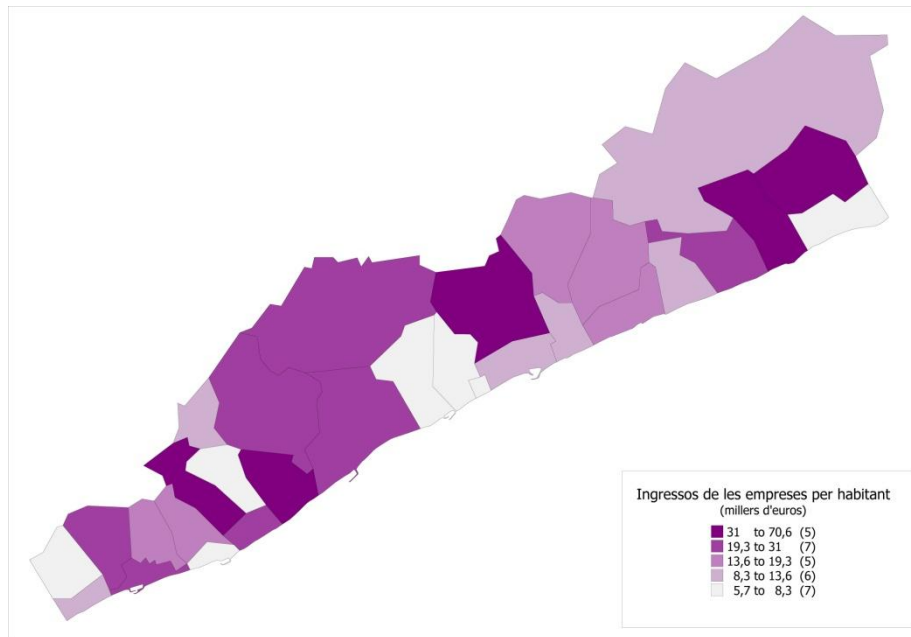 Ingressos de les empreses per habitant
(millers d'euros)
31 to 70,6 (5)
19,3 to 31 (7)
13,6 to 19,3 (5)
8,3 to 13,6 (6)
5,7 to 8,3 (7)